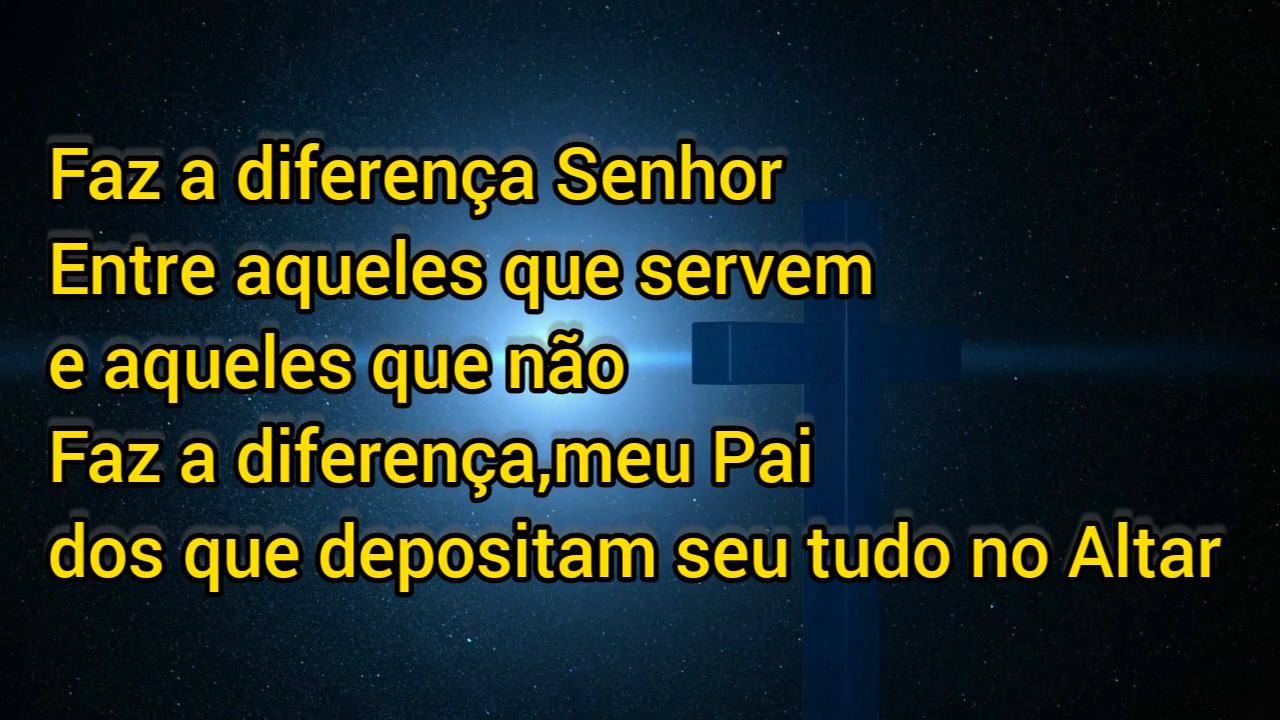 Faz a diferença Senhor
Entre aqueles que servem
e aqueles que não
Faz a diferença,meu Pai
dos que depositam seu tudo no Altar